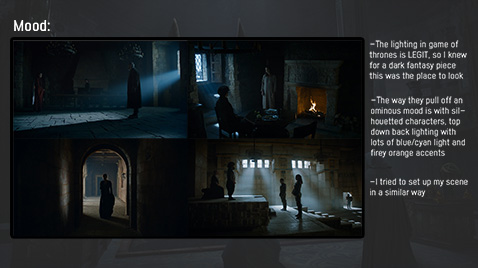 Mood:
-The lighting in game of
thrones is LEGIT, so I knew
for a dark fantasy piece
this was the place to look
-The way they pull off an
ominous mood is with sil-
houetted characters, top
down back lighting with
lots of blue/cyan light and
firey orange accents
-I tried to set up my scene
in a similar way